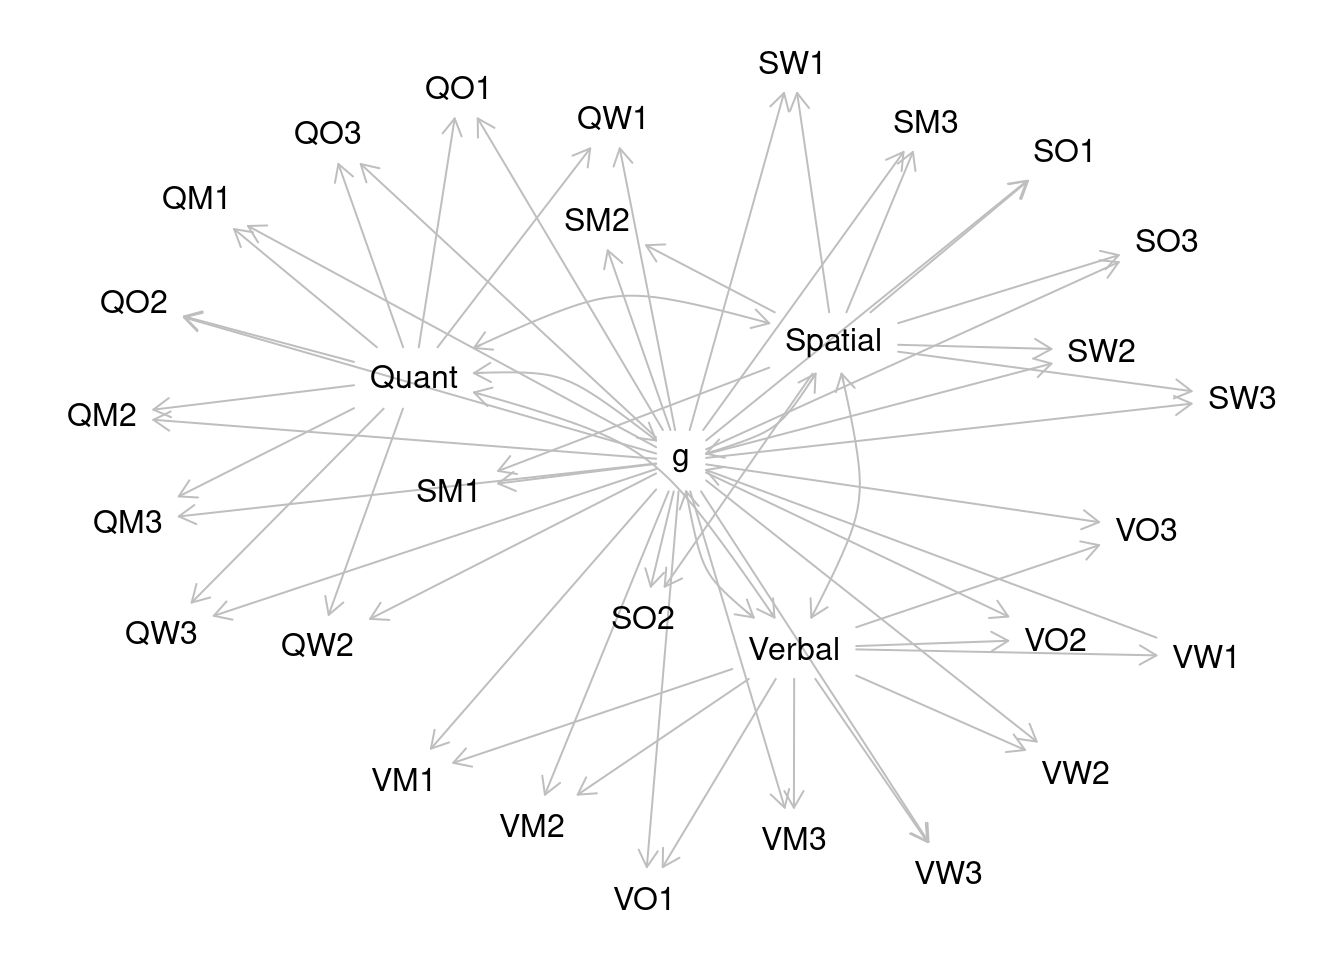 SW1
QO1
QW1
SM3
QO3
SO1
QM1
SM2
SO3
QO2
Spatial
SW2
Quant
SW3
QM2
g
SM1
QM3
VO3
SO2
QW3
QW2
VO2
Verbal
VW1
VM1
VW2
VM2
VM3
VW3
VO1